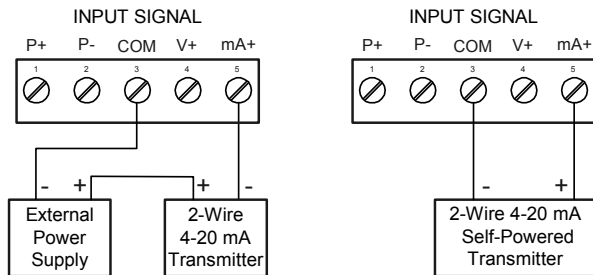 INPUT SIGNAL
P+ P- COM V+ mA+
1 2 3 4 5
- + + -
External
Power
Supply
2-Wire
4-20 mA
Transmitter
INPUT SIGNAL
P+ P- COM V+ mA+
1 2 3 4 5
- +
2-Wire 4-20 mA
Self-Powered
Transmitter